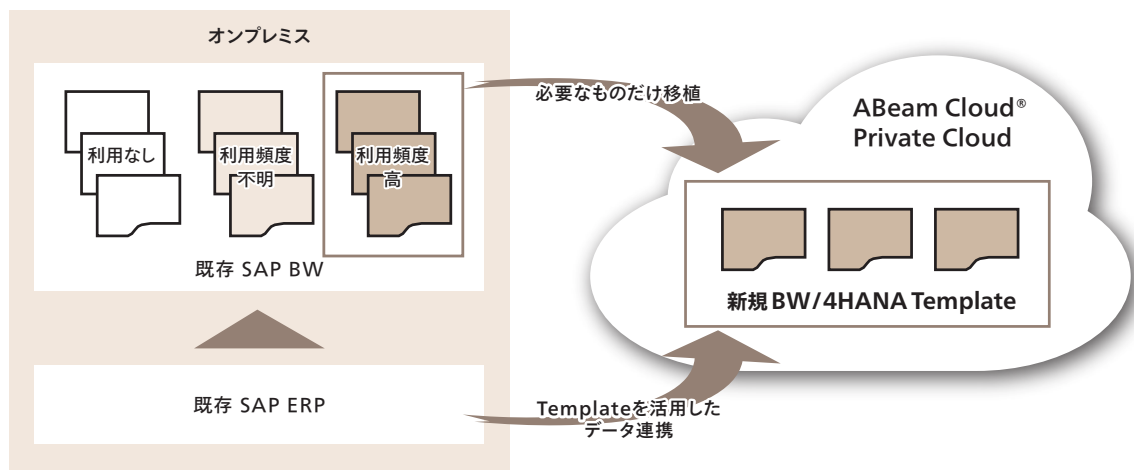 オンプレミス
利用なし
利用頻度
不明
利用頻度
高
既存 SAP BW
既存 SAP ERP
必要なものだけ移植
Templateを活用した
データ連携
ABeam Cloud®
Private Cloud
新規BW/4HANA Template